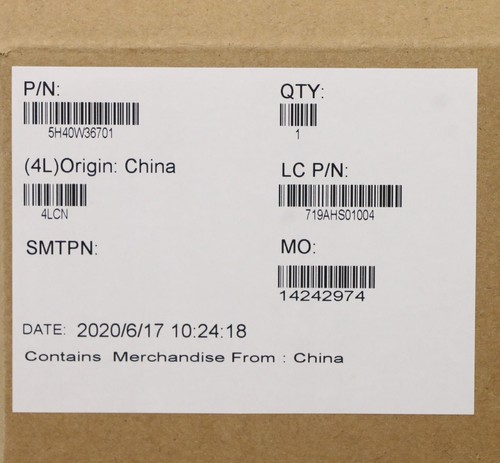 P/N:
5H40W36701
QTY:
1
(4L)Origin: China
4LCN
LC P/N:
719AHS01004
SMTPN:
MO:
14242974
DATE: 2020/6/17 10:24:18
Contains Merchandise From : China